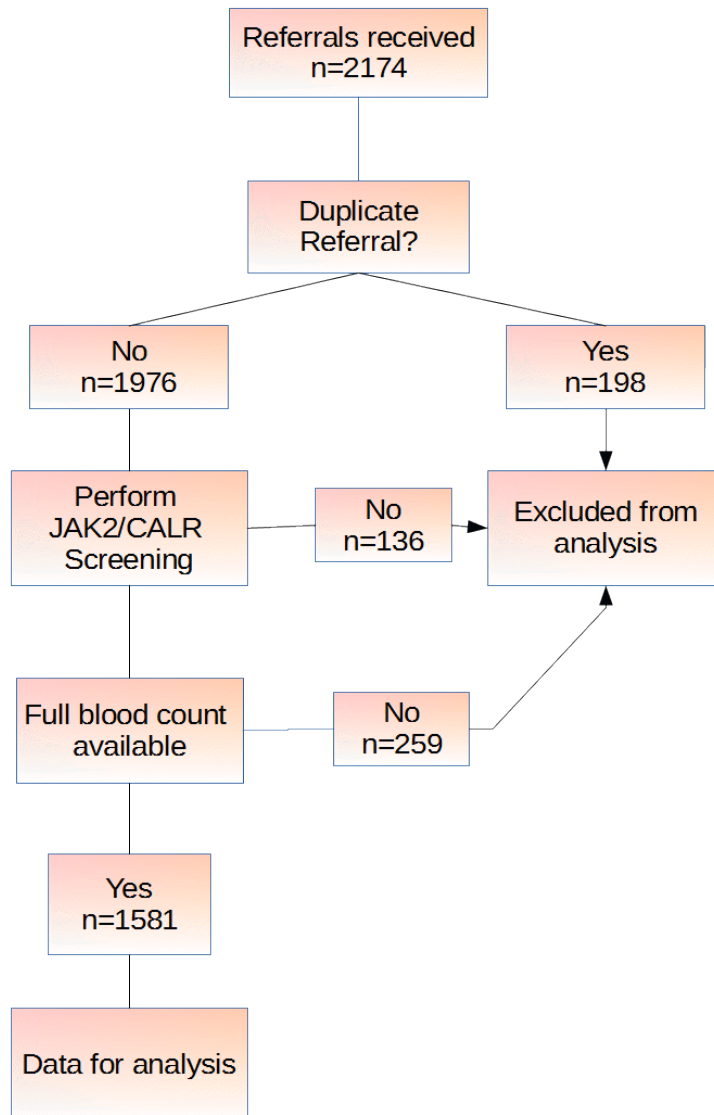 Referrals received
n=2174
Duplicate
Referral?
No
n=1976
Yes
n=198
Perform
JAK2/CALR
Screening
No
n=136
Excluded from
analysis
Full blood count
available
No
n=259
Yes
n=1581
Data for analysis